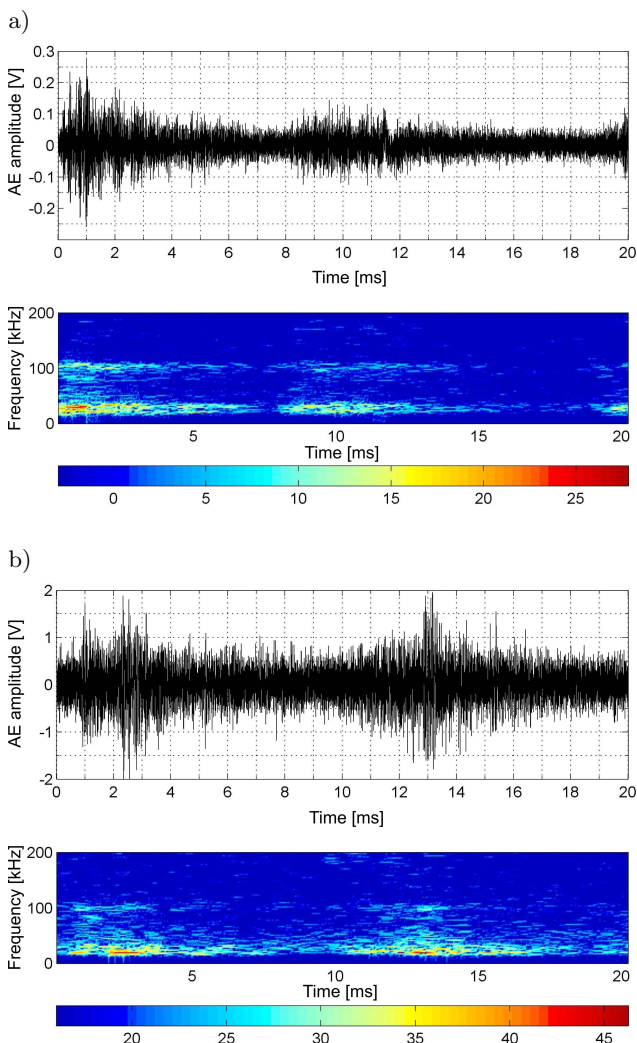 a)
AE amplitude [V]
0.3
0.2
0.1
0
-0.1
-0.2
0 2 4 6 8 10 12 14 16 18 20
Time [ms]
Frequency [kHz]
200
100
0
5 10 15 20
Time [ms]
0 5 10 15 20 25
b)
AE amplitude [V]
2
1
0
-1
-2
0 2 4 6 8 10 12 14 16 18 20
Time [ms]
Frequency [kHz]
200
100
0
5 10 15 20
Time [ms]
20 25 30 35 40 45